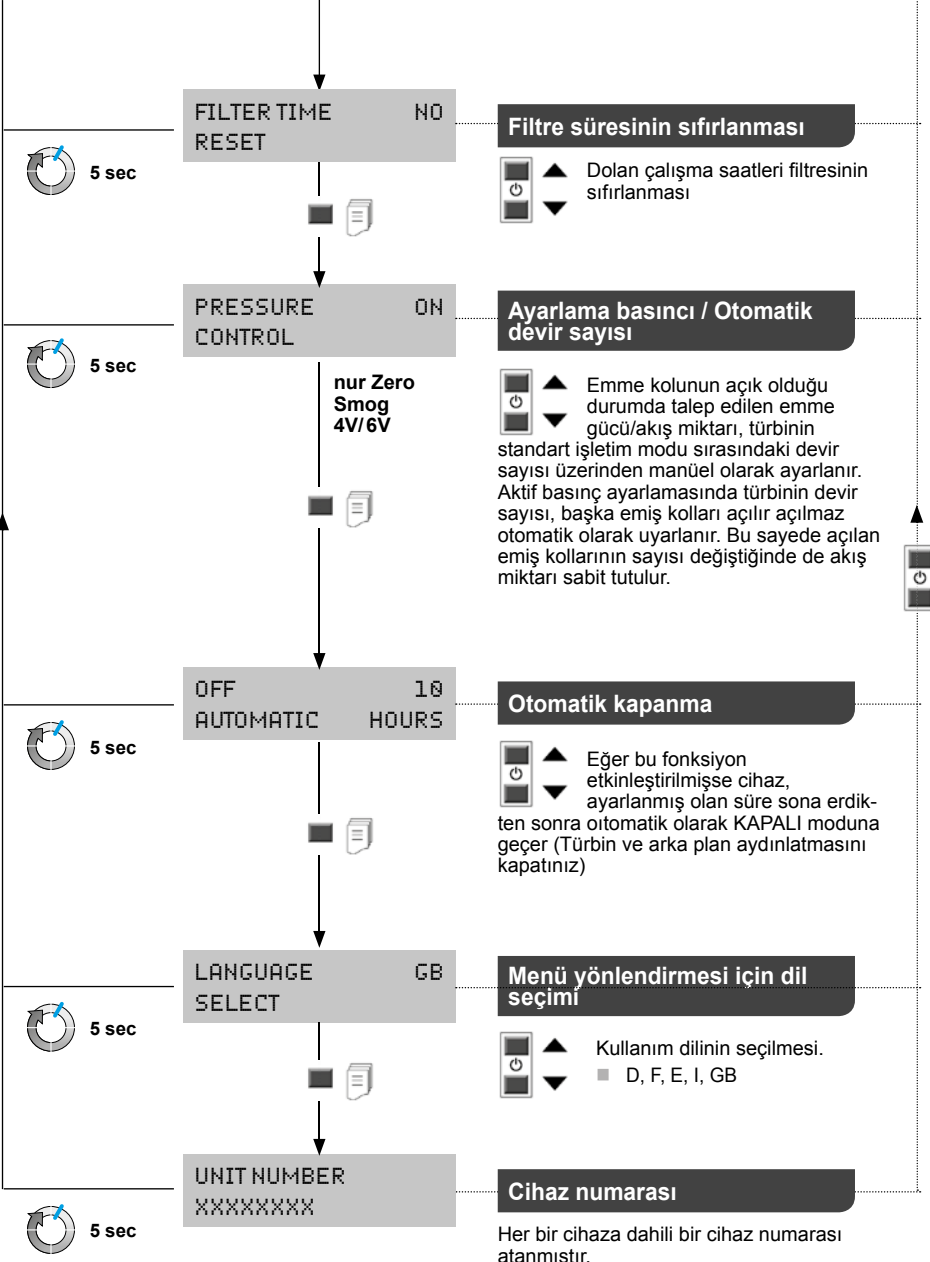 FILTER TIME NO
RESET
Filtre süresinin sıfırlanması
5 sec
Dolan çalışma saatleri filtresinin
sıfırlanması
PRESSURE ON
CONTROL
Ayarlama basıncı / Otomatik
devir sayısı
5 sec
nur Zero
Smog
4V/6V
Emme kolunun açık olduğu
durumda talep edilen emme
gücü/akış miktarı, türbinin
standart işletim modu sırasındaki devir
sayısı üzerinden manüel olarak ayarlanır.
Aktif basınç ayarlamasında türbinin devir
sayısı, başka emiş kolları açılır açılmaz
otomatik olarak uyarlanır. Bu sayede açılan
emiş kollarının sayısı değiştiğinde de akış
miktarı sabit tutulur.
OFF 10
AUTOMATIC HOURS
Otomatik kapanma
5 sec
Eğer bu fonksiyon
etkinleştirilmişse cihaz,
ayarlanmış olan süre sona erdik-
ten sonra oıtomatik olarak KAPALI moduna
geçer (Türbin ve arka plan aydınlatmasını
kapatınız)
LANGUAGE GB
SELECT
Menü yönlendirmesi için dil
seçimi
5 sec
Kullanım dilinin seçilmesi.
D, F, E, I, GB
UNIT NUMBER
XXXXXXXX
Cihaz numarası
5 sec
Her bir cihaza dahili bir cihaz numarası
atanmıştır.